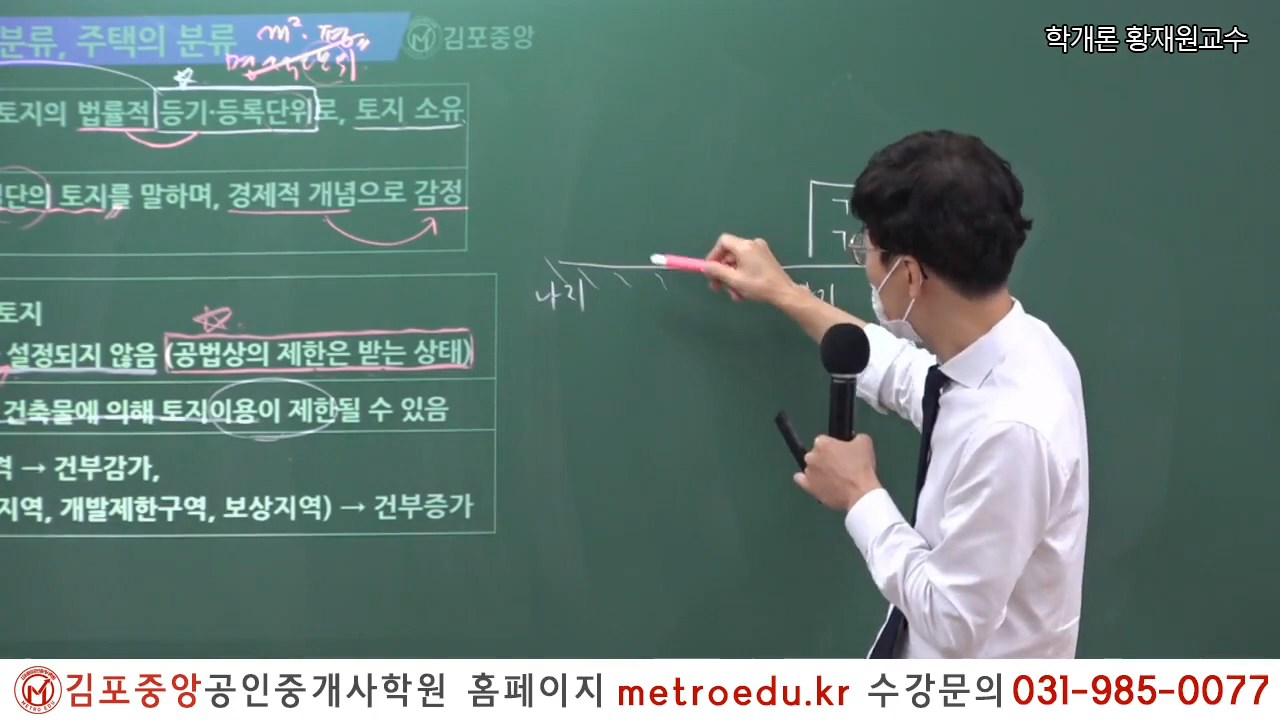 분류, 주택의 분류
m². 평
김포중앙
학개론 황재원교수
토지의 법률적 등기·등록단위로, 토지 소유
단의 토지를 말하며, 경제적 개념으로 감정
나지
토지
설정되지 않음 (공법상의 제한은 받는 상태)
건축물에 의해 토지이용이 제한될 수 있음
격 → 건부감가,
지역, 개발제한구역, 보상지역) → 건부증가
METRO EDU
김포중앙공인중개사학원 홈페이지 metroedu.kr 수강문의 031-985-0077